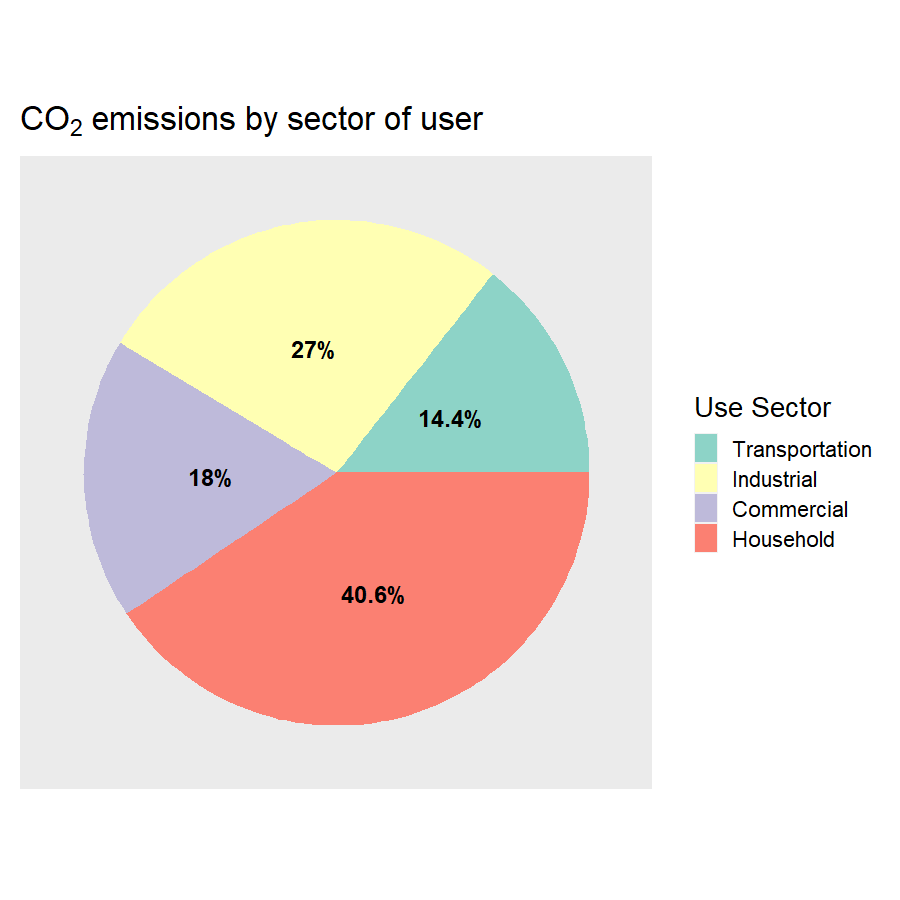 CO₂ emissions by sector of user
27%
14.4%
18%
40.6%
Use Sector
Transportation
Industrial
Commercial
Household